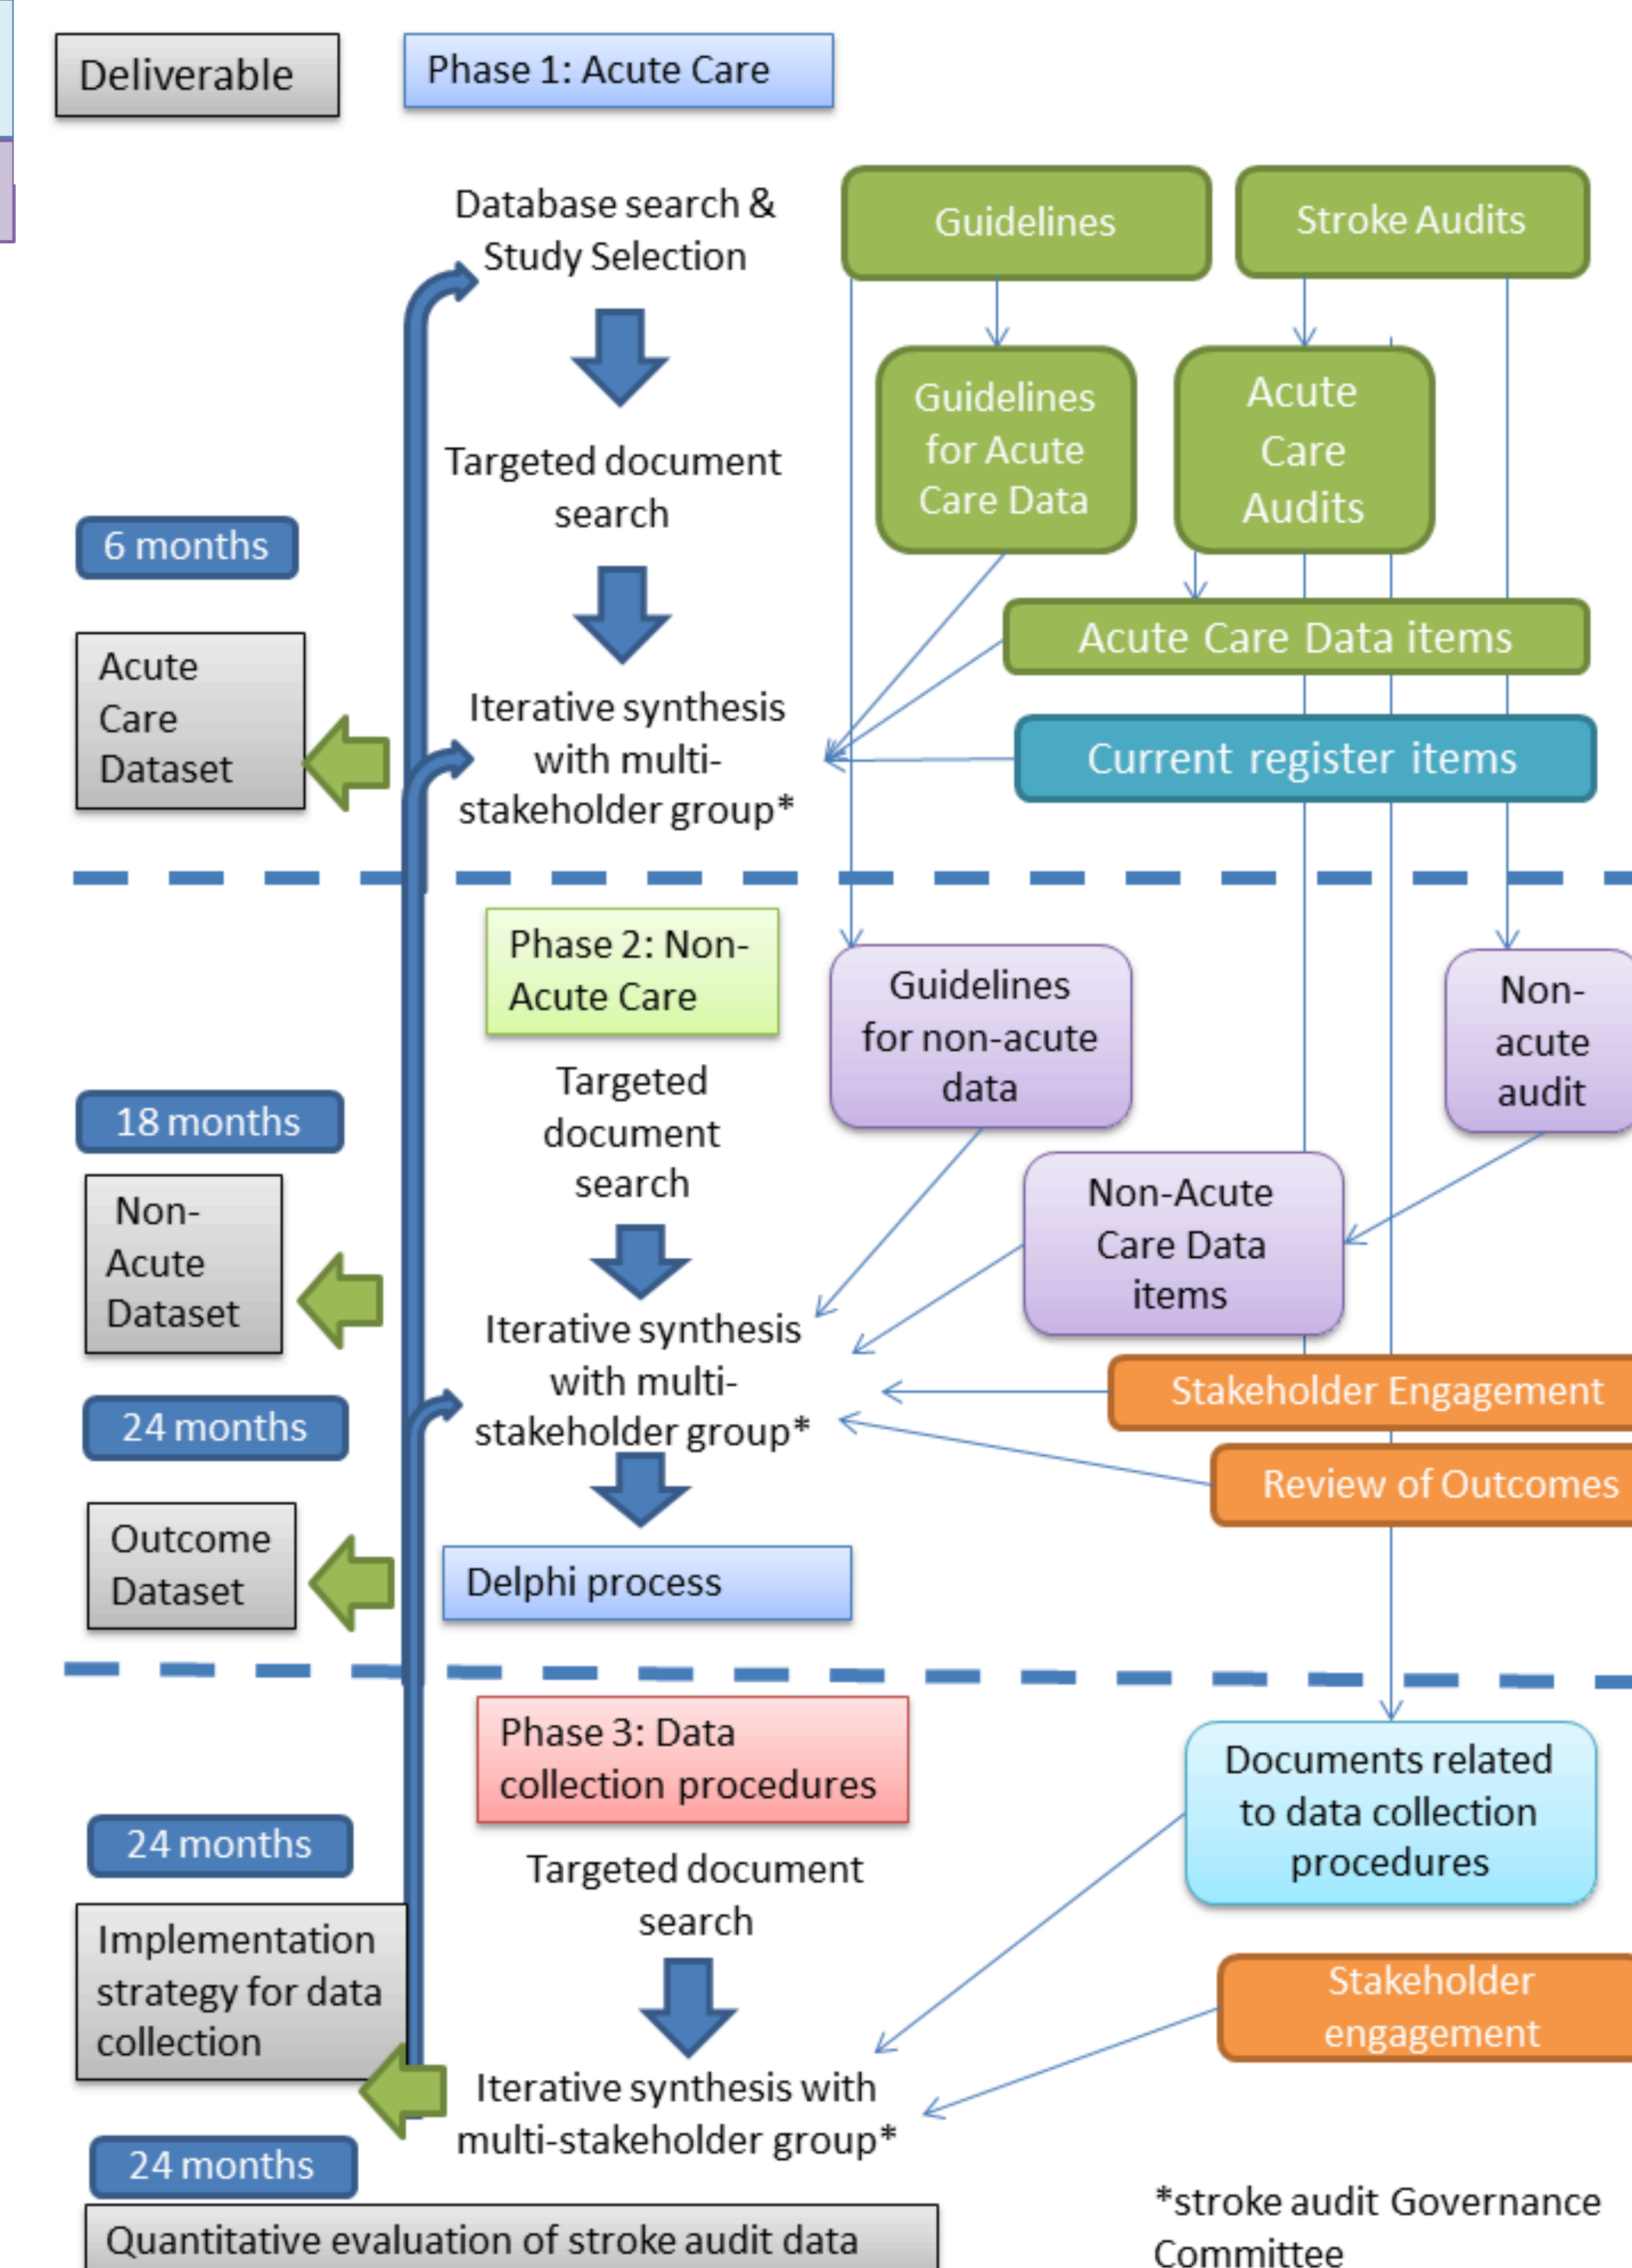 Deliverable
Phase 1: Acute Care
Database search &
Study Selection
Guidelines
Stroke Audits
Targeted document
search
Guidelines
for Acute
Care Data
Acute
Care
Audits
6 months
Acute
Care
Dataset
Acute Care Data items
Iterative synthesis
with multi-
stakeholder group*
Current register items
Phase 2: Non-
Acute Care
Guidelines
for non-acute
data
Non-
acute
audit
Targeted
document
search
18 months
Non-
Acute
Dataset
Non-Acute
Care Data
items
Iterative synthesis
with multi-
stakeholder group*
Stakeholder Engagement
24 months
Review of Outcomes
Outcome
Dataset
Delphi process
Phase 3: Data
collection procedures
Documents related
to data collection
procedures
24 months
Targeted document
search
Implementation
strategy for data
collection
Stakeholder
engagement
Iterative synthesis with
multi-stakeholder group*
24 months
*stroke audit Governance
Committee
Quantitative evaluation of stroke audit data